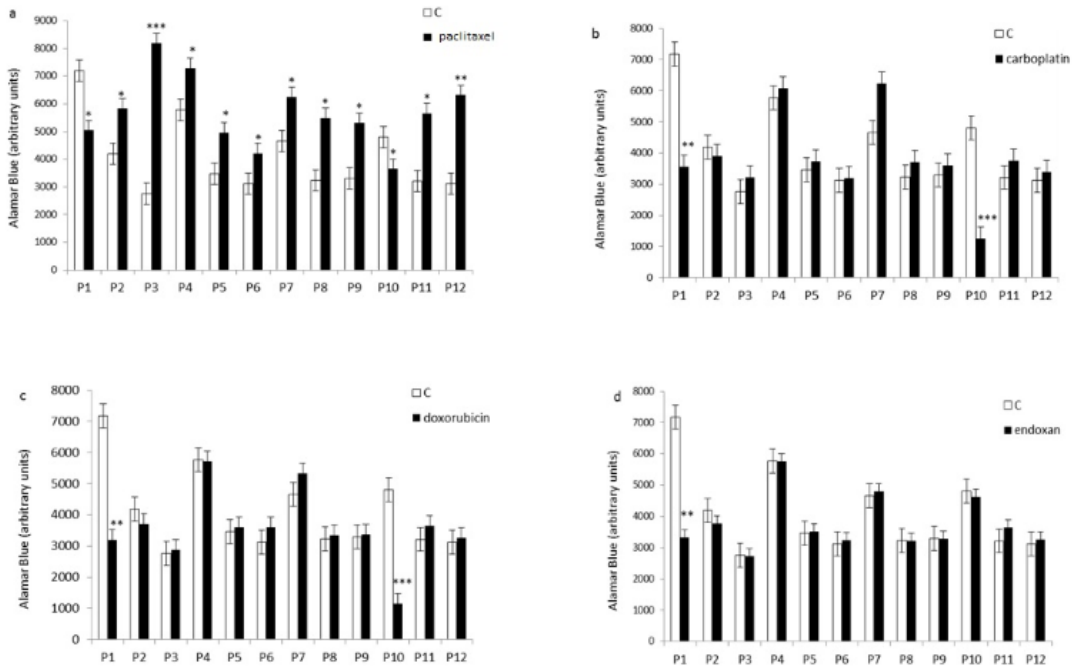 a
C
paclitaxel
Alamar Blue (arbitrary units)
9000
8000
7000
6000
5000
4000
3000
2000
1000
0
* * *** * * * * * * * * **
P1 P2 P3 P4 P5 P6 P7 P8 P9 P10 P11 P12
b
C
carboplatin
Alamar Blue (arbitrary units)
8000
7000
6000
5000
4000
3000
2000
1000
0
** ***
P1 P2 P3 P4 P5 P6 P7 P8 P9 P10 P11 P12
c
C
doxorubicin
Alamar Blue (arbitrary units)
8000
7000
6000
5000
4000
3000
2000
1000
0
** ***
P1 P2 P3 P4 P5 P6 P7 P8 P9 P10 P11 P12
d
C
endoxan
Alamar Blue (arbitrary units)
8000
7000
6000
5000
4000
3000
2000
1000
0
**
P1 P2 P3 P4 P5 P6 P7 P8 P9 P10 P11 P12